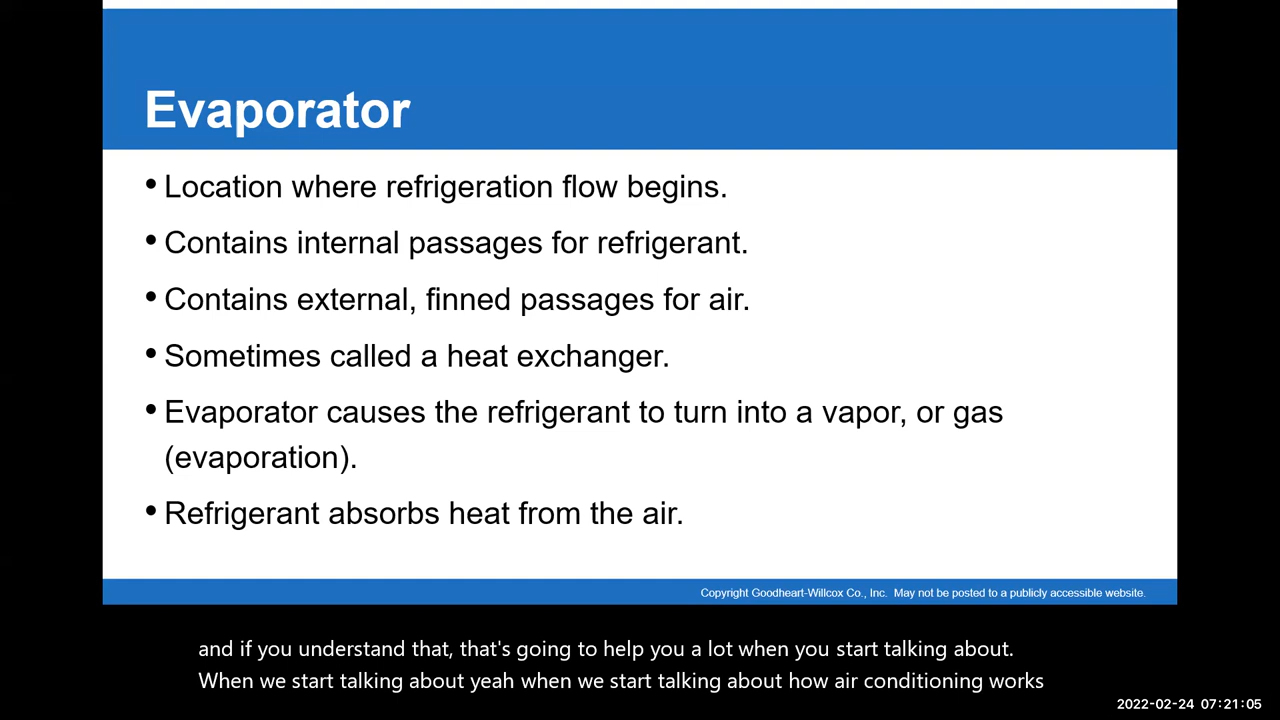 Evaporator
• Location where refrigeration flow begins.
• Contains internal passages for refrigerant.
• Contains external, finned passages for air.
• Sometimes called a heat exchanger.
• Evaporator causes the refrigerant to turn into a vapor, or gas
(evaporation).
• Refrigerant absorbs heat from the air.
Copyright Goodheart-Willcox Co., Inc. May not be posted to a publicly accessible website.
and if you understand that, that's going to help you a lot when you start talking about.
When we start talking about yeah when we start talking about how air conditioning works
2022-02-24 07:21:05